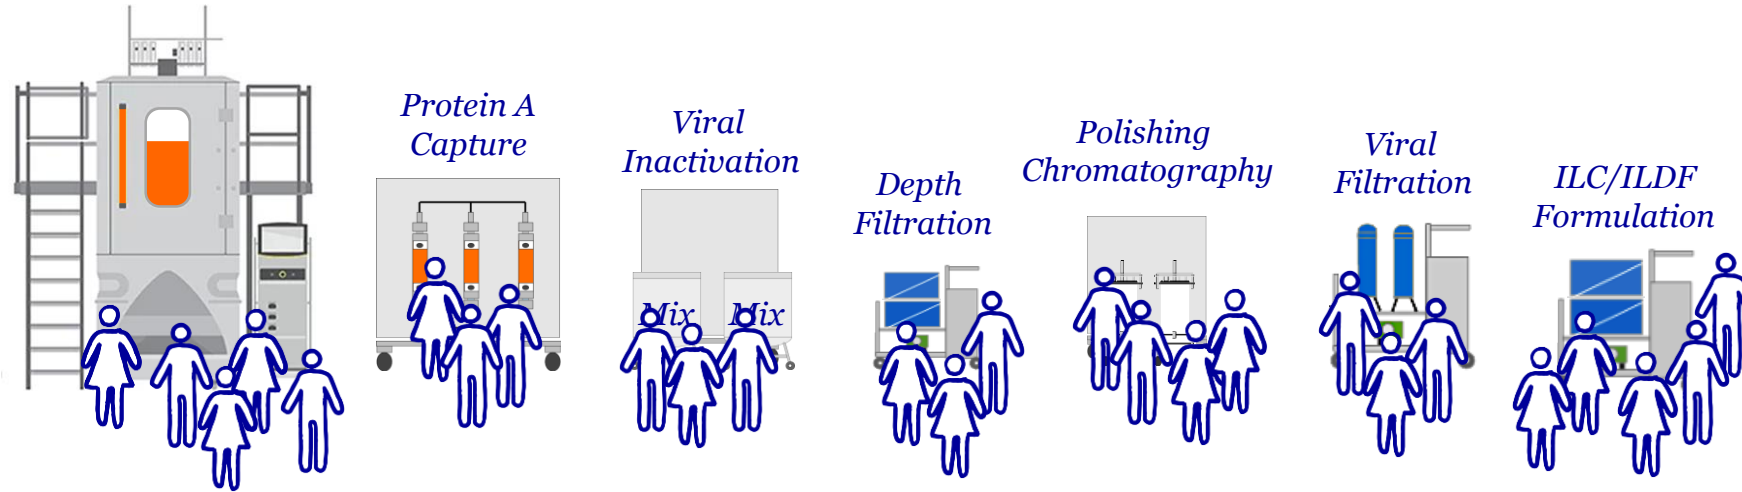 Protein A
Capture
Viral
Inactivation
Mix
Mix
Depth
Filtration
Polishing
Chromatography
Viral
Filtration
ILC/ILDF
Formulation